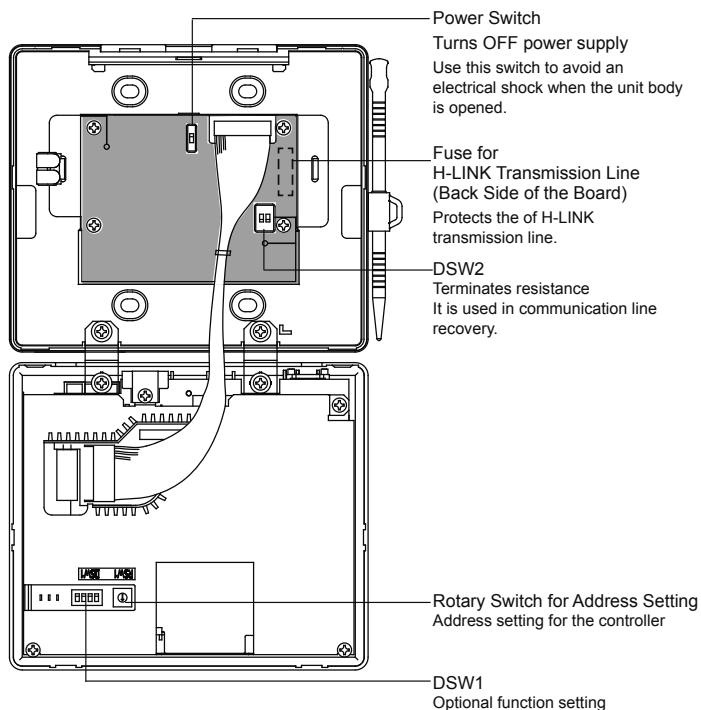 Power Switch
Turns OFF power supply
Use this switch to avoid an
electrical shock when the unit body
is opened.
Fuse for
H-LINK Transmission Line
(Back Side of the Board)
Protects the of H-LINK
transmission line.
DSW2
Terminates resistance
It is used in communication line
recovery.
DSW1 RSW1
Rotary Switch for Address Setting
Address setting for the controller
DSW1
Optional function setting